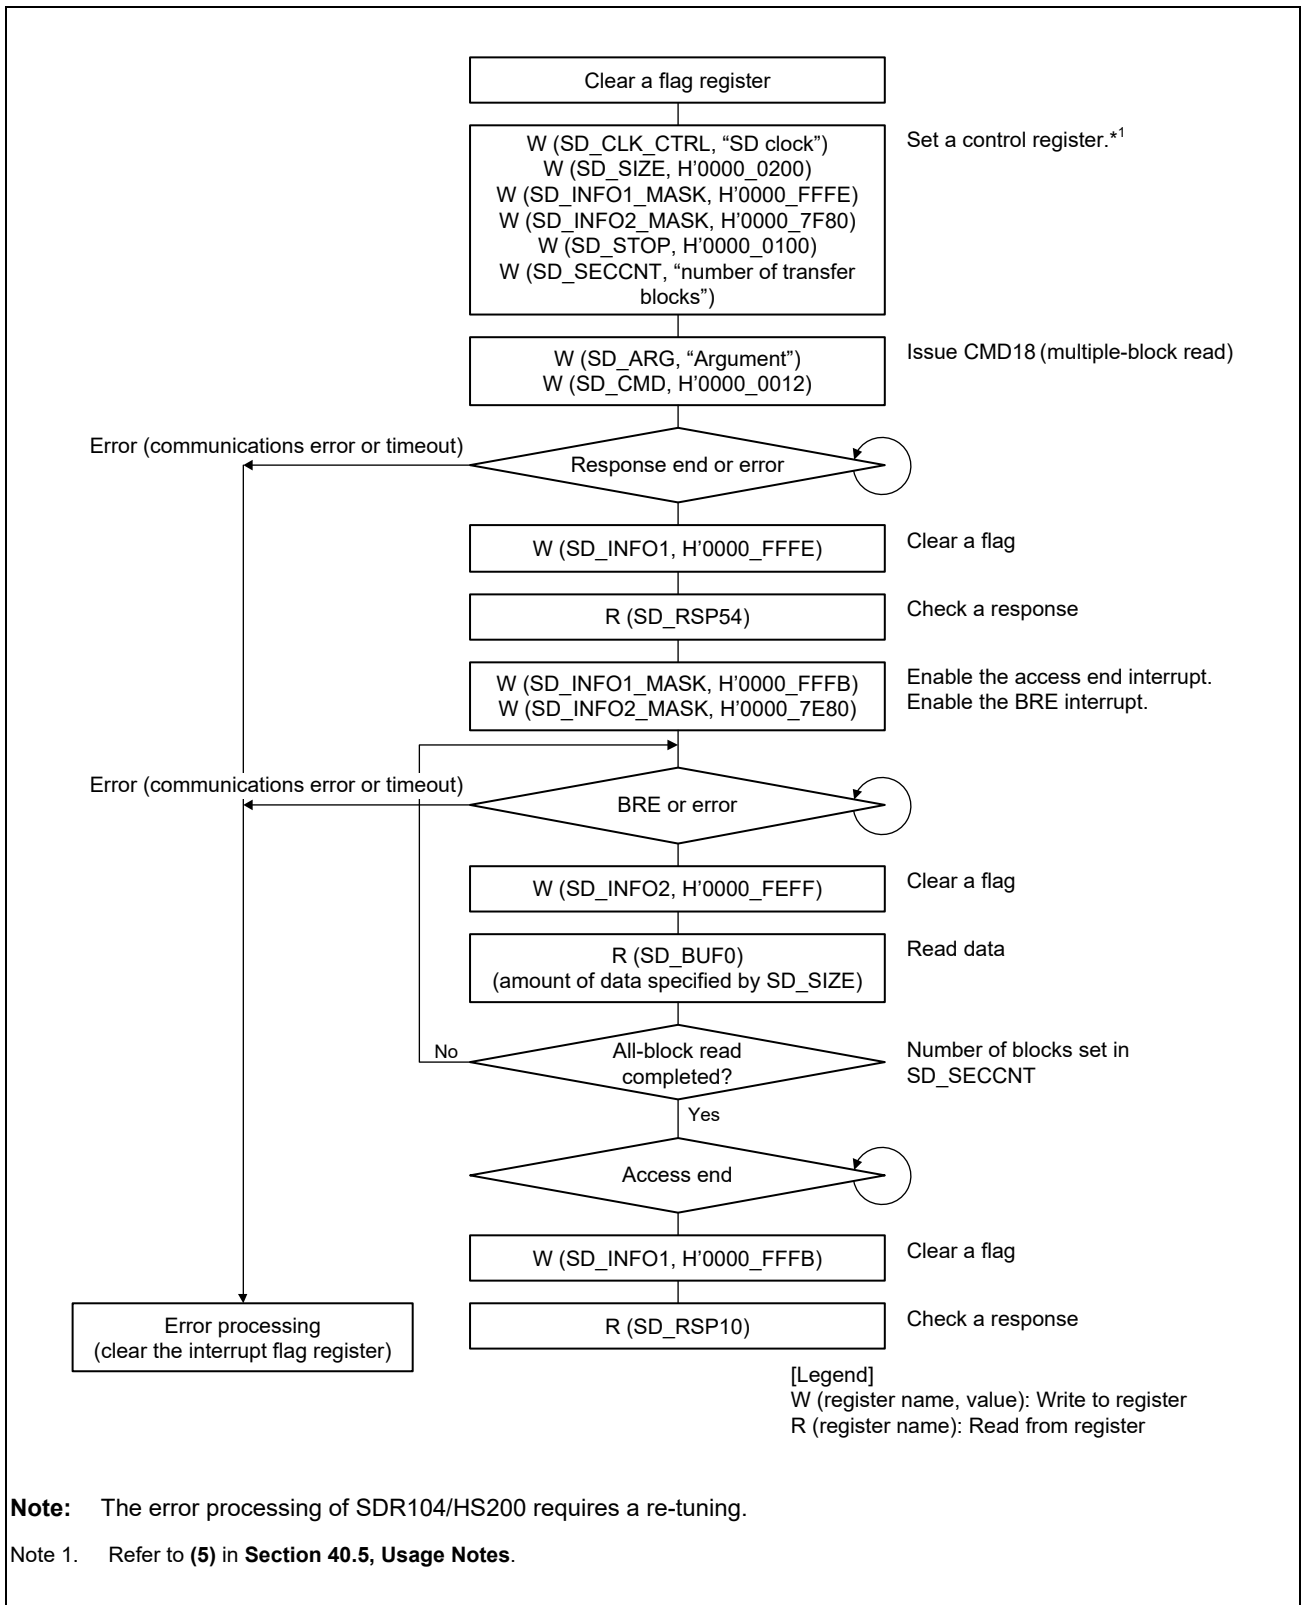 Clear a flag register
W (SD_CLK_CTRL, “SD clock”)
W (SD_SIZE, H’0000_0200)
W (SD_INFO1_MASK, H’0000_FFFE)
W (SD_INFO2_MASK, H’0000_7F80)
W (SD_STOP, H’0000_0100)
W (SD_SECCNT, “number of transfer
blocks”)
Set a control register.*1
W (SD_ARG, “Argument”)
W (SD_CMD, H’0000_0012)
Issue CMD18 (multiple-block read)
Error (communications error or timeout)
Response end or error
W (SD_INFO1, H’0000_FFFE)
Clear a flag
R (SD_RSP54)
Check a response
W (SD_INFO1_MASK, H’0000_FFFB)
W (SD_INFO2_MASK, H’0000_7E80)
Enable the access end interrupt.
Enable the BRE interrupt.
Error (communications error or timeout)
BRE or error
W (SD_INFO2, H’0000_FEFF)
Clear a flag
R (SD_BUF0)
(amount of data specified by SD_SIZE)
Read data
No
All-block read
completed?
Number of blocks set in
SD_SECCNT
Yes
Access end
W (SD_INFO1, H’0000_FFFB)
Clear a flag
Error processing
(clear the interrupt flag register)
R (SD_RSP10)
Check a response
[Legend]
W (register name, value): Write to register
R (register name): Read from register
Note: The error processing of SDR104/HS200 requires a re-tuning.
Note 1. Refer to (5) in Section 40.5, Usage Notes.